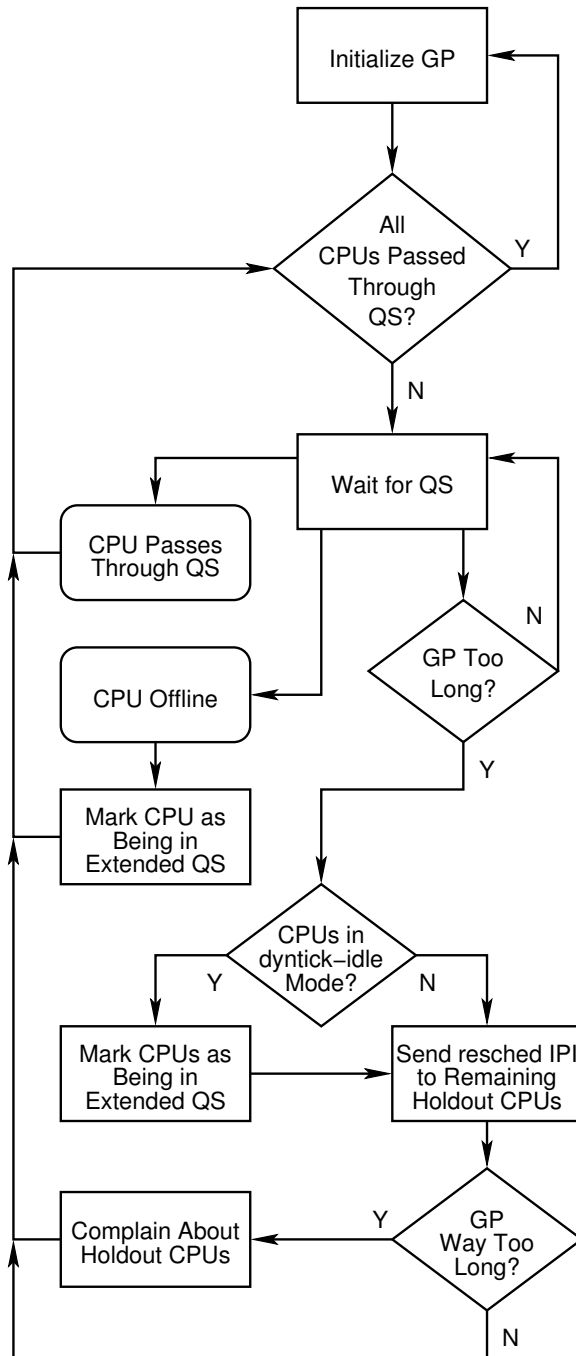 Initialize GP
All
CPUs Passed
Through
QS?
Y
N
Wait for QS
CPU Passes
Through QS
N
GP Too
Long?
CPU Offline
Y
Mark CPU as
Being in
Extended QS
CPUs in
dyntick−idle
Mode?
Y
N
Mark CPUs as
Being in
Extended QS
Send resched IPI
to Remaining
Holdout CPUs
Complain About
Holdout CPUs
Y
GP
Way Too
Long?
N